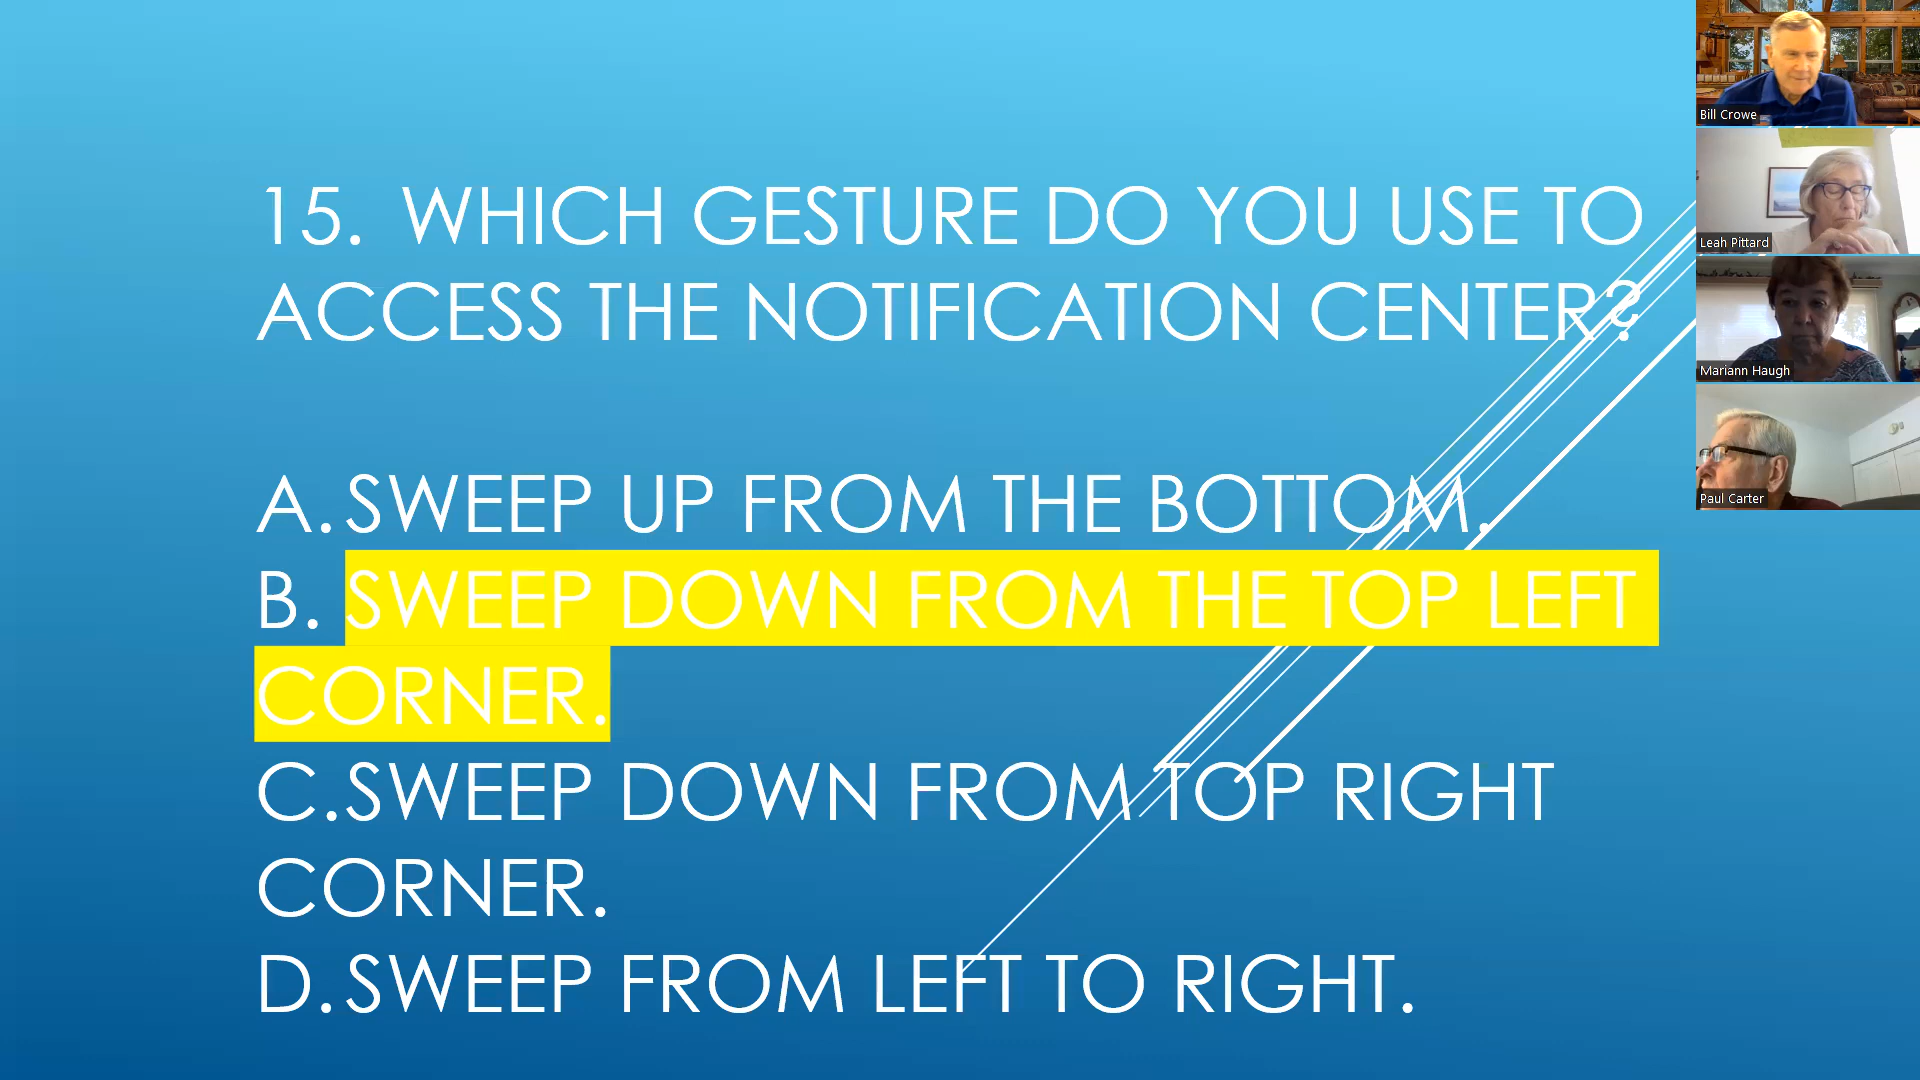 15. WHICH GESTURE DO YOU USE TO
ACCESS THE NOTIFICATION CENTER?
A. SWEEP UP FROM THE BOTTOM.
B. SWEEP DOWN FROM THE TOP LEFT
CORNER.
C. SWEEP DOWN FROM TOP RIGHT
CORNER.
D. SWEEP FROM LEFT TO RIGHT.
Bill Crowe
Leah Pittard
Mariann Haugh
Paul Carter